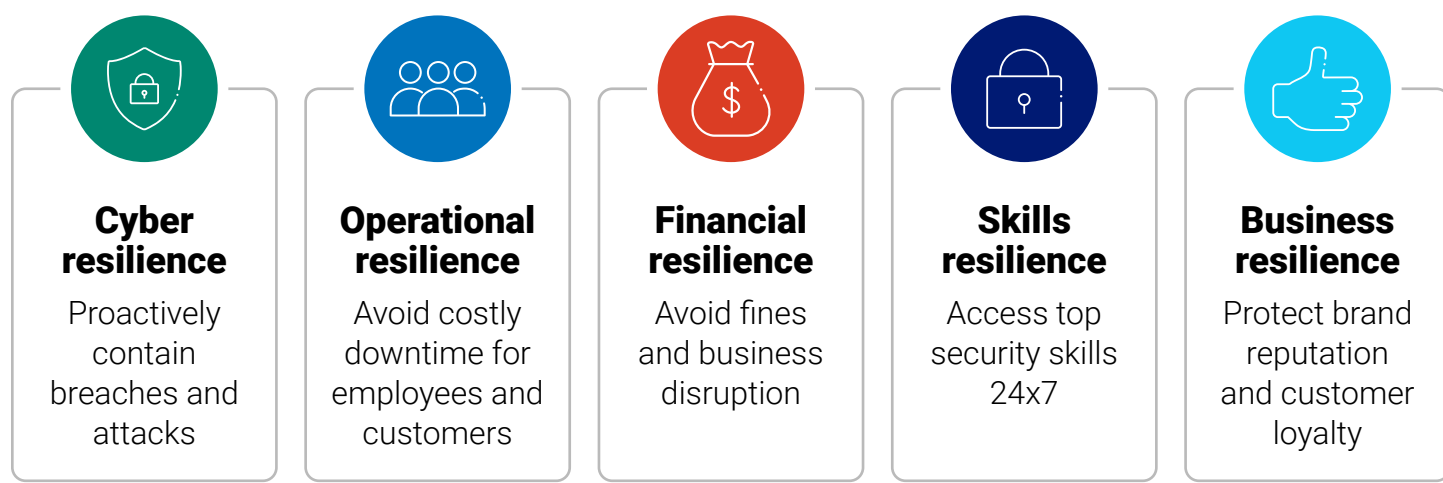 $
Cyber
resilience
Proactively
contain
breaches and
attacks
Operational
resilience
Avoid costly
downtime for
employees and
customers
Financial
resilience
Avoid fines
and business
disruption
Skills
resilience
Access top
security skills
24x7
Business
resilience
Protect brand
reputation
and customer
loyalty